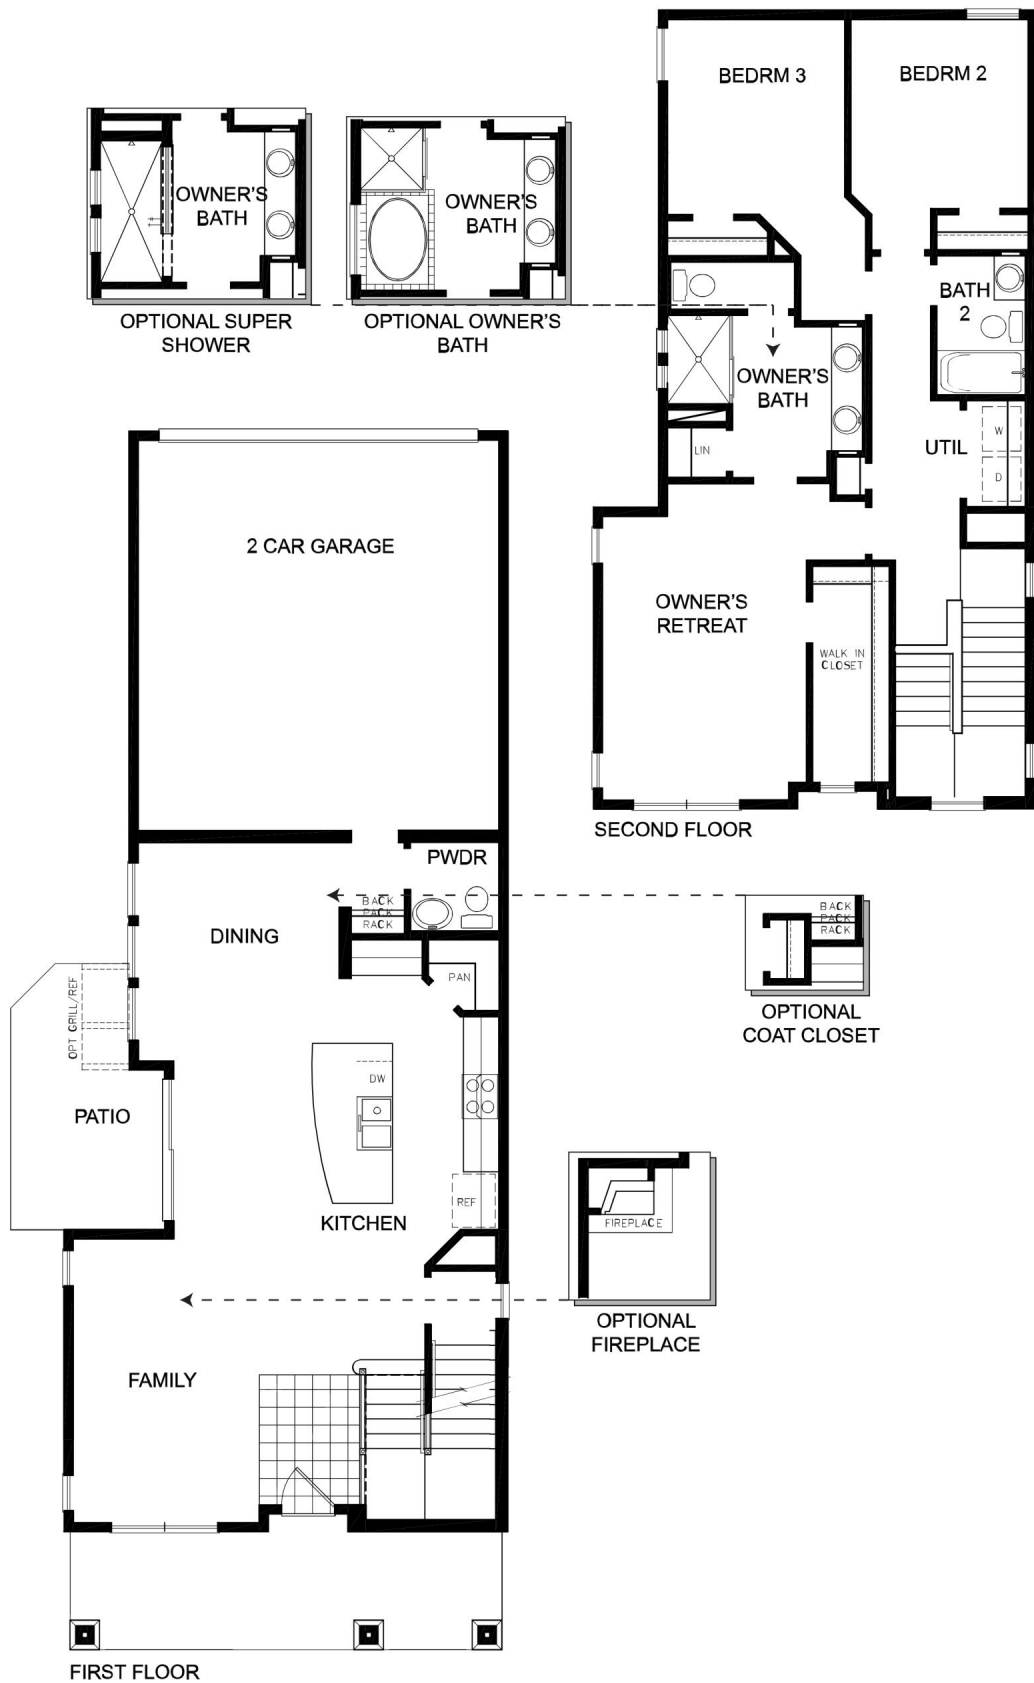 BEDRM 3
BEDRM 2
OWNER'S
BATH
OPTIONAL SUPER
SHOWER
OWNER'S
BATH
OPTIONAL OWNER'S
BATH
BATH
2
OWNER'S
BATH
LIN
UTIL
W
D
OWNER'S
RETREAT
WALK IN
CLOSET
SECOND FLOOR
2 CAR GARAGE
PWDR
BACK
PACK
RACK
DINING
PAN
OPT GRILL/REF
PATIO
DW
REF
KITCHEN
FAMILY
FIRST FLOOR
BACK
PACK
RACK
OPTIONAL
COAT CLOSET
FIREPLACE
OPTIONAL
FIREPLACE